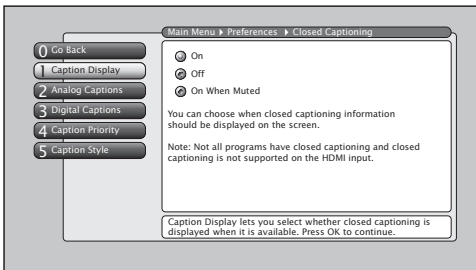 Main Menu ▶ Preferences ▶ Closed Captioning
0 Go Back
1 Caption Display
2 Analog Captions
3 Digital Captions
4 Caption Priority
5 Caption Style
On
Off
On When Muted
You can choose when closed captioning information
should be displayed on the screen.
Note: Not all programs have closed captioning and closed
captioning is not supported on the HDMI input.
Caption Display lets you select whether closed captioning is
displayed when it is available. Press OK to continue.